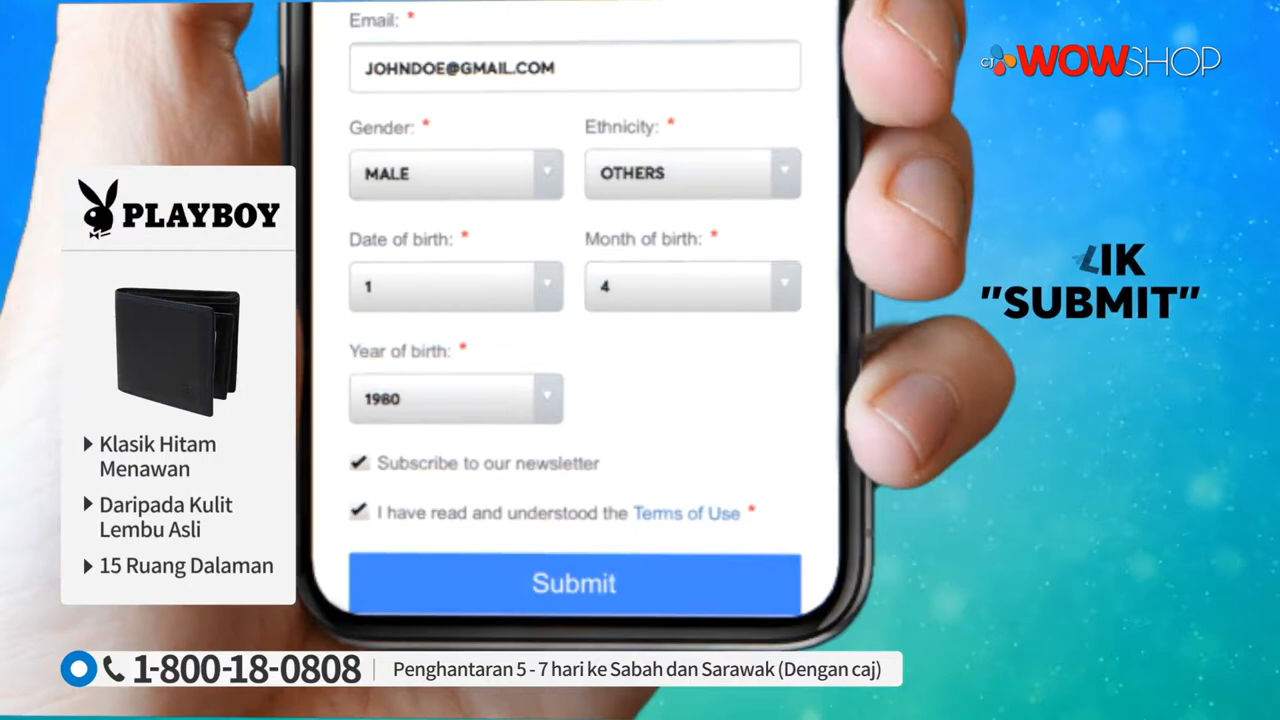 Email: *
JOHNDOE@GMAIL.COM
Gender: *
Ethnicity: *
MALE
OTHERS
Date of birth: *
Month of birth: *
1
4
Year of birth: *
1980
Subscribe to our newsletter
I have read and understood the Terms of Use *
Submit
PLAYBOY
Klasik Hitam
Menawan
Daripada Kulit
Lembu Asli
15 Ruang Dalaman
CJ WOWSHOP
LIK
"SUBMIT"
1-800-18-0808
Penghantaran 5 - 7 hari ke Sabah dan Sarawak (Dengan caj)